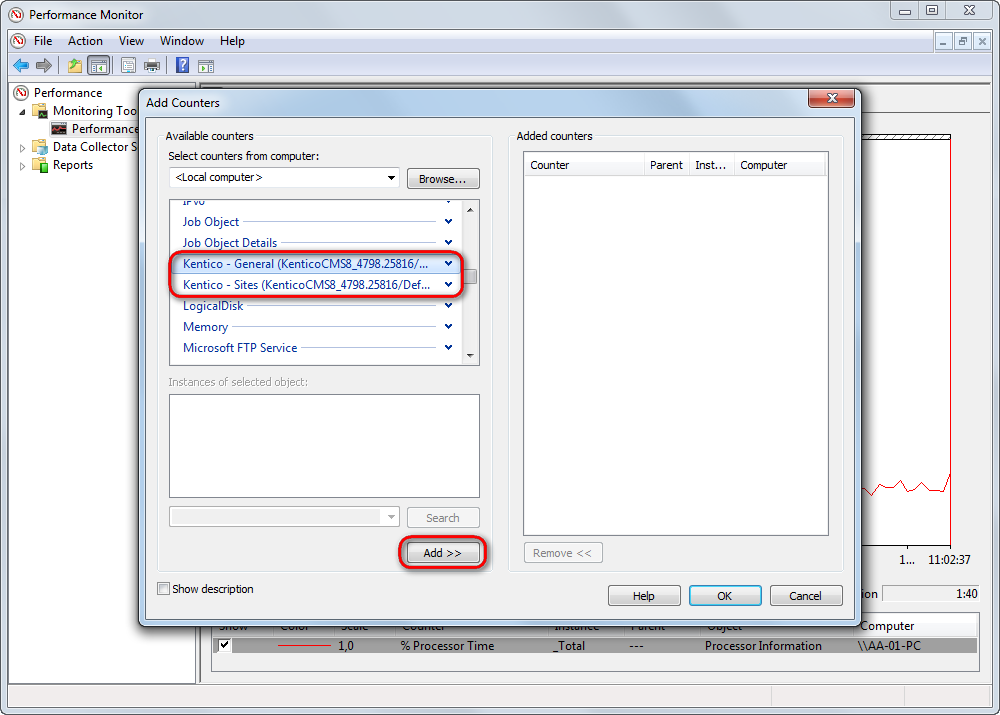 Performance Monitor
File Action View Window Help
Performance
Monitoring Too
Performance
Data Collector S
Reports
Add Counters
Available counters
Select counters from computer:
<Local computer>
Browse...
IPv6
Job Object
Job Object Details
Kentico - General (KenticoCMS8_4798.25816/...
Kentico - Sites (KenticoCMS8_4798.25816/Def...
LogicalDisk
Memory
Microsoft FTP Service
Instances of selected object:
Search
Add >>
Show description
Added counters
Counter Parent Inst... Computer
Remove <<
Help OK Cancel
1... 11:02:37
ion 1:40
Show Color Scale Counter Instance Parent Object Computer
1,0 % Processor Time _Total --- Processor Information \\AA-01-PC